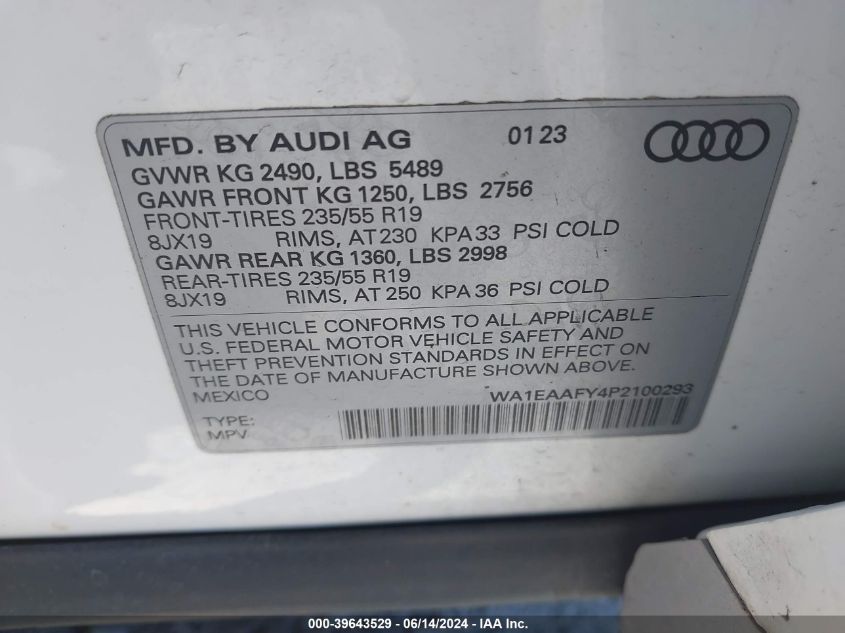 MFD. BY AUDI AG 01 23
GVWR KG 2490, LBS 5489
GAWR FRONT KG 1250, LBS 2756
FRONT-TIRES 235/55 R19
8JX19 RIMS, AT 230 KPA 33 PSI COLD
GAWR REAR KG 1360, LBS 2998
REAR-TIRES 235/55 R19
8JX19 RIMS, AT 250 KPA 36 PSI COLD
THIS VEHICLE CONFORMS TO ALL APPLICABLE
U.S. FEDERAL MOTOR VEHICLE SAFETY AND
THEFT PREVENTION STANDARDS IN EFFECT ON
THE DATE OF MANUFACTURE SHOWN ABOVE.
MEXICO WA1EAAFY4P2100293
TYPE:
MPV
000-39643529 - 06/14/2024 - IAA Inc.